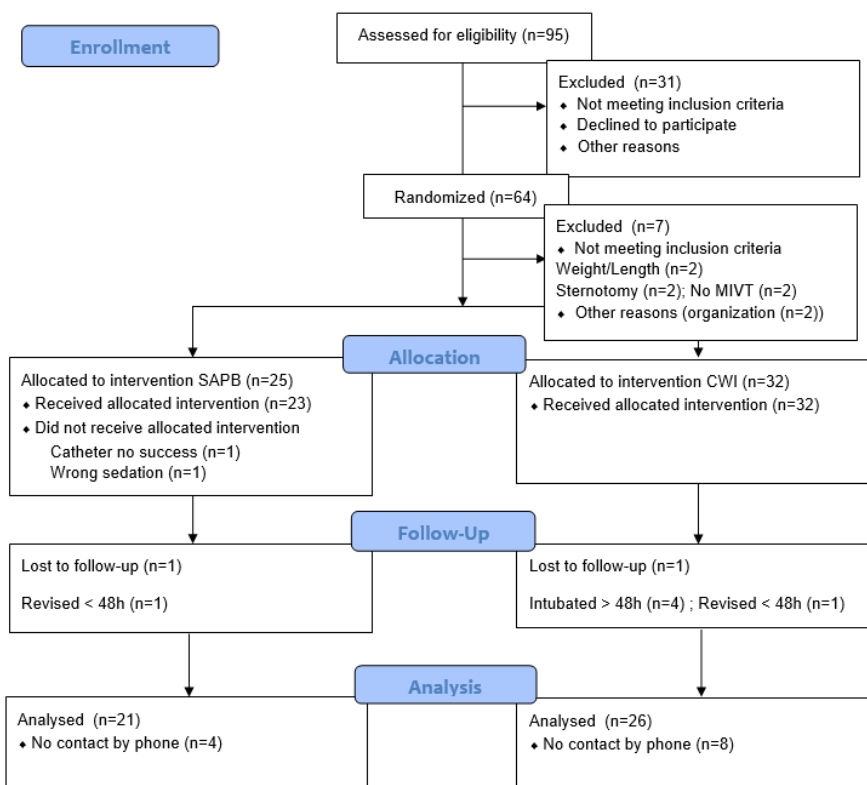 Enrollment
Assessed for eligibility (n=95)
Excluded (n=31)
⬥ Not meeting inclusion criteria
⬥ Declined to participate
⬥ Other reasons
Randomized (n=64)
Excluded (n=7)
⬥ Not meeting inclusion criteria
Weight/Length (n=2)
Sternotomy (n=2); No MIVT (n=2)
⬥ Other reasons (organization (n=2))
Allocation
Allocated to intervention SAPB (n=25)
⬥ Received allocated intervention (n=23)
⬥ Did not receive allocated intervention
Catheter no success (n=1)
Wrong sedation (n=1)
Allocated to intervention CWI (n=32)
⬥ Received allocated intervention (n=32)
Follow-Up
Lost to follow-up (n=1)
Revised < 48h (n=1)
Lost to follow-up (n=1)
Intubated > 48h (n=4) ; Revised < 48h (n=1)
Analysis
Analysed (n=21)
⬥ No contact by phone (n=4)
Analysed (n=26)
⬥ No contact by phone (n=8)